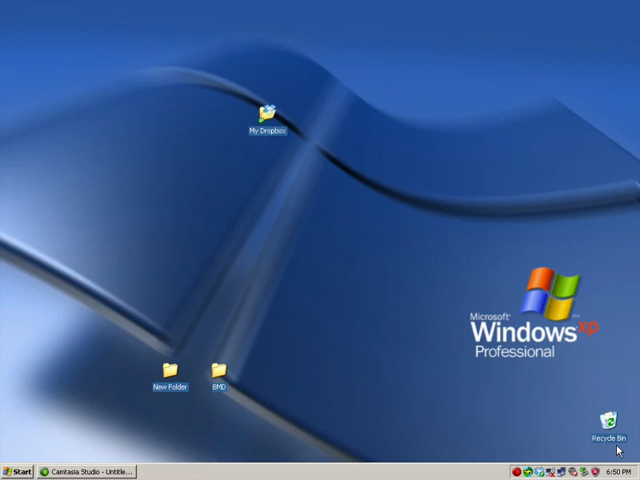 My Dropbox
Microsoft®
Windows xp
Professional
New Folder
BMD
Recycle Bin
Start
Camtasia Studio - Untitle...
6:50 PM